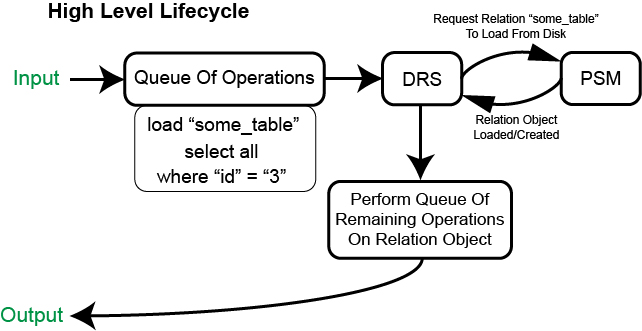 High Level Lifecycle
Request Relation “some_table”
To Load From Disk
Input
Queue Of Operations
DRS
PSM
load “some_table”
select all
where “id” = “3”
Relation Object
Loaded/Created
Perform Queue Of
Remaining Operations
On Relation Object
Output